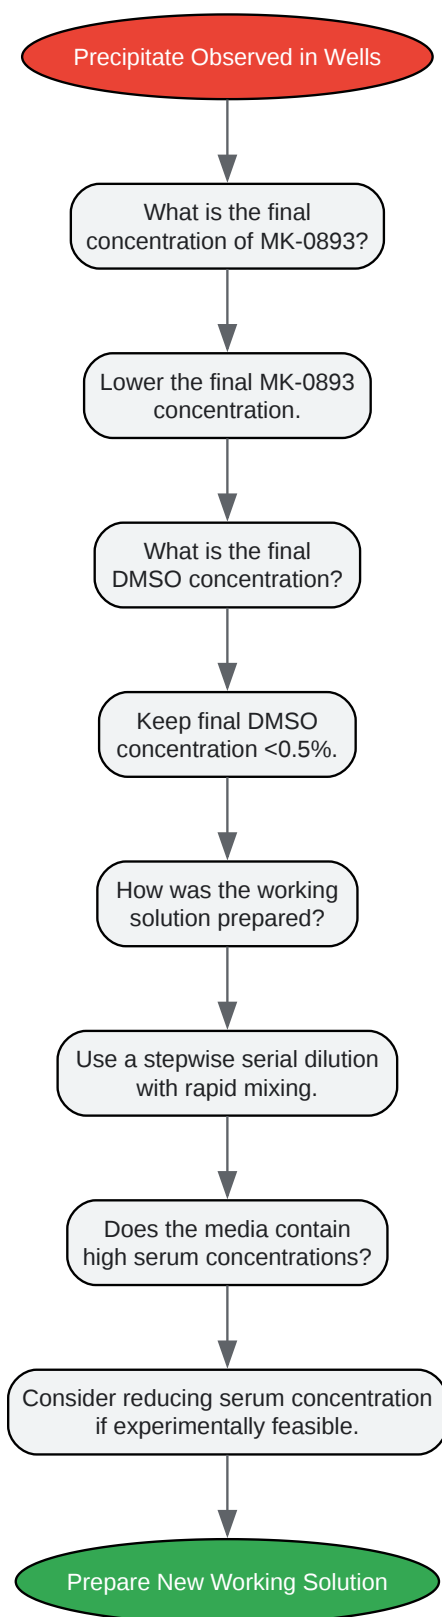 Precipitate Observed in Wells
What is the final
concentration of MK-0893?
Lower the final MK-0893
concentration.
What is the final
DMSO concentration?
Keep final DMSO
concentration <0.5%.
How was the working
solution prepared?
Use a stepwise serial dilution
with rapid mixing.
Does the media contain
high serum concentrations?
Consider reducing serum concentration
if experimentally feasible.
Prepare New Working Solution